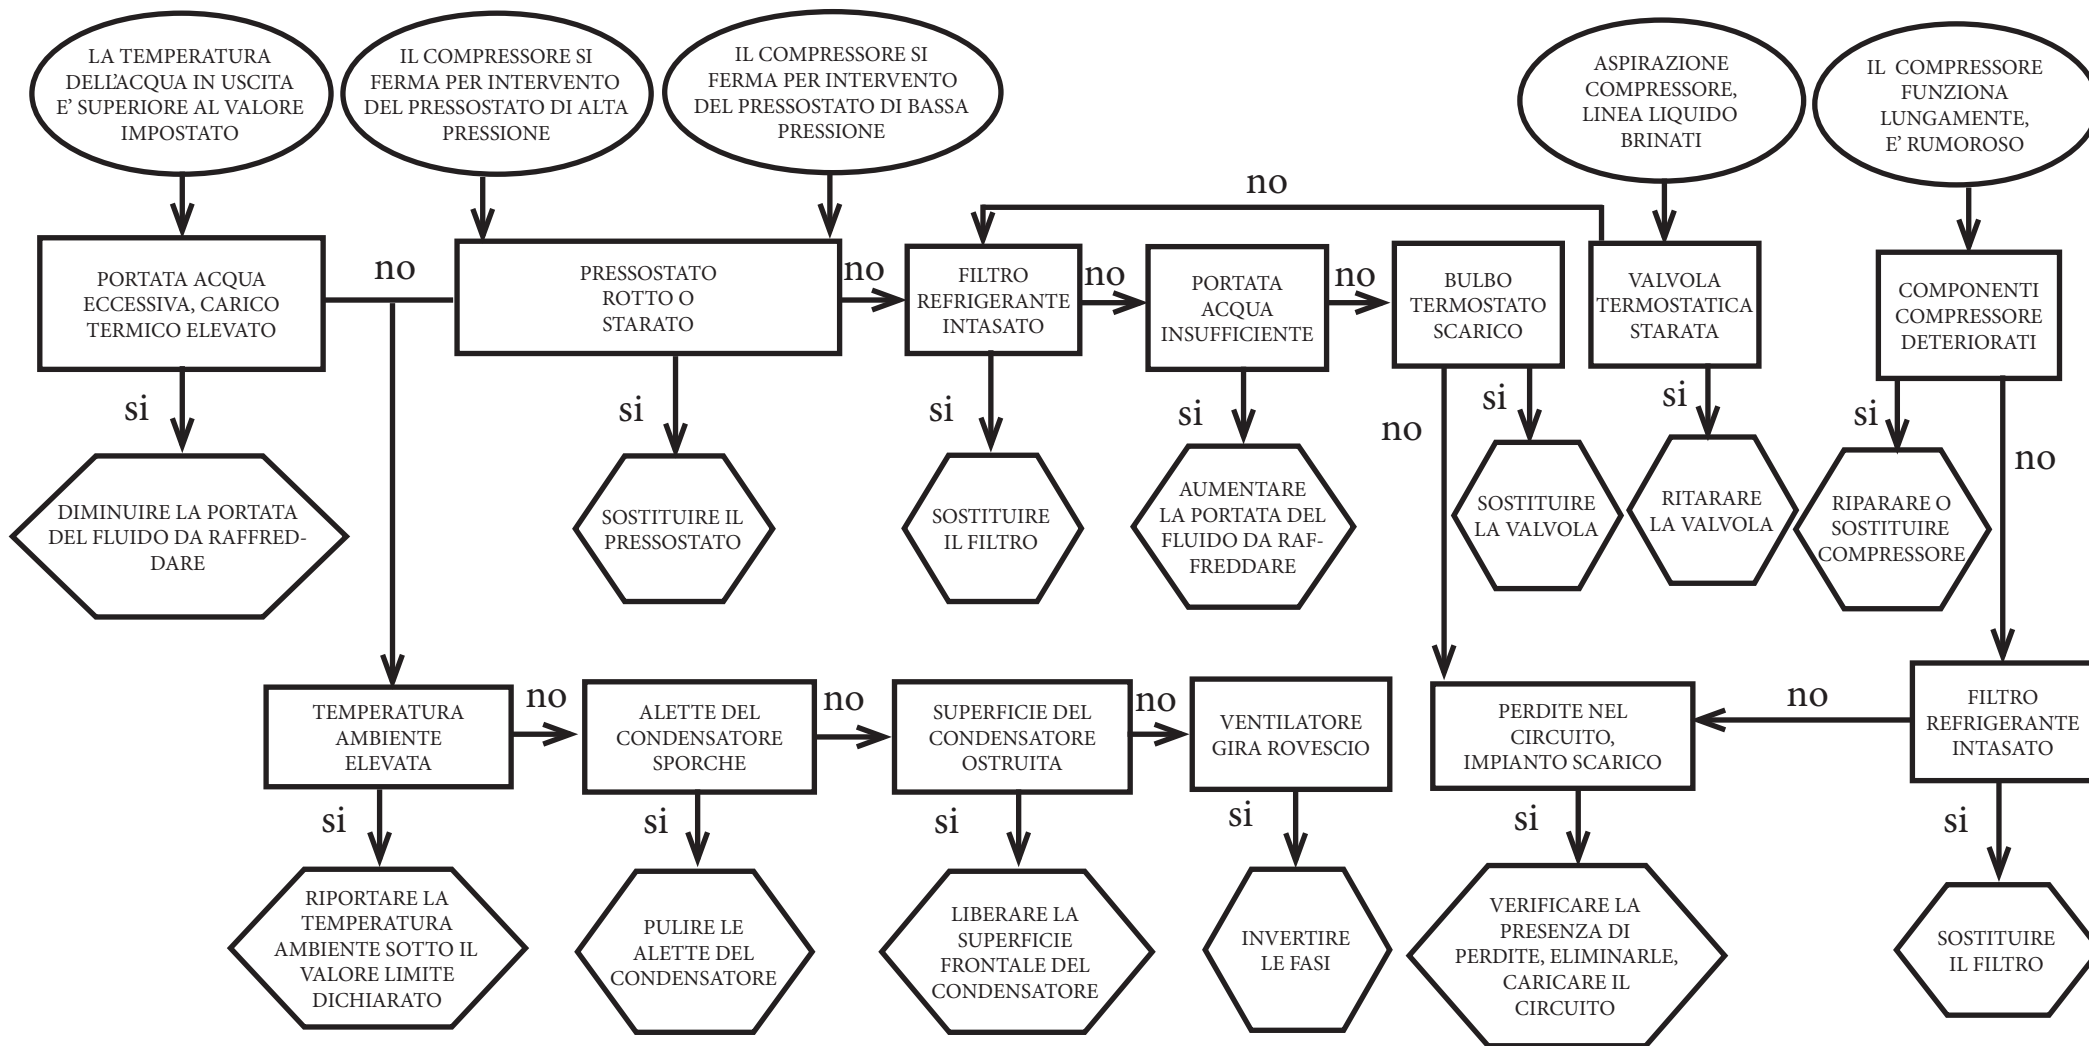 LA TEMPERATURA
DELL'ACQUA IN USCITA
E' SUPERIORE AL VALORE
IMPOSTATO
IL COMPRESSORE SI
FERMA PER INTERVENTO
DEL PRESSOSTATO DI ALTA
PRESSIONE
IL COMPRESSORE SI
FERMA PER INTERVENTO
DEL PRESSOSTATO DI BASSA
PRESSIONE
ASPIRAZIONE
COMPRESSORE,
LINEA LIQUIDO
BRINATI
IL COMPRESSORE
FUNZIONA
LUNGAMENTE,
E' RUMOROSO
no
PORTATA ACQUA
ECCESSIVA, CARICO
TERMICO ELEVATO
no
PRESSOSTATO
ROTTO O
STARATO
no
FILTRO
REFRIGERANTE
INTASATO
no
PORTATA
ACQUA
INSUFFICIENTE
no
BULBO
TERMOSTATO
SCARICO
VALVOLA
TERMOSTATICA
STARATA
COMPONENTI
COMPRESSORE
DETERIORATI
si
si
si
si
no
si
si
si
no
DIMINUIRE LA PORTATA
DEL FLUIDO DA RAFFRED-
DARE
SOSTITUIRE IL
PRESSOSTATO
SOSTITUIRE
IL FILTRO
AUMENTARE
LA PORTATA DEL
FLUIDO DA RAF-
FREDDARE
SOSTITUIRE
LA VALVOLA
RITARARE
LA VALVOLA
RIPARARE O
SOSTITUIRE
COMPRESSORE
TEMPERATURA
AMBIENTE
ELEVATA
no
ALETTE DEL
CONDENSATORE
SPORCHE
no
SUPERFICIE DEL
CONDENSATORE
OSTRUITA
no
VENTILATORE
GIRA ROVESCIO
PERDITE NEL
CIRCUITO,
IMPIANTO SCARICO
no
FILTRO
REFRIGERANTE
INTASATO
si
si
si
si
si
si
RIPORTARE LA
TEMPERATURA
AMBIENTE SOTTO IL
VALORE LIMITE
DICHIARATO
PULIRE LE
ALETTE DEL
CONDENSATORE
LIBERARE LA
SUPERFICIE
FRONTALE DEL
CONDENSATORE
INVERTIRE
LE FASI
VERIFICARE LA
PRESENZA DI
PERDITE, ELIMINARLE,
CARICARE IL
CIRCUITO
SOSTITUIRE
IL FILTRO